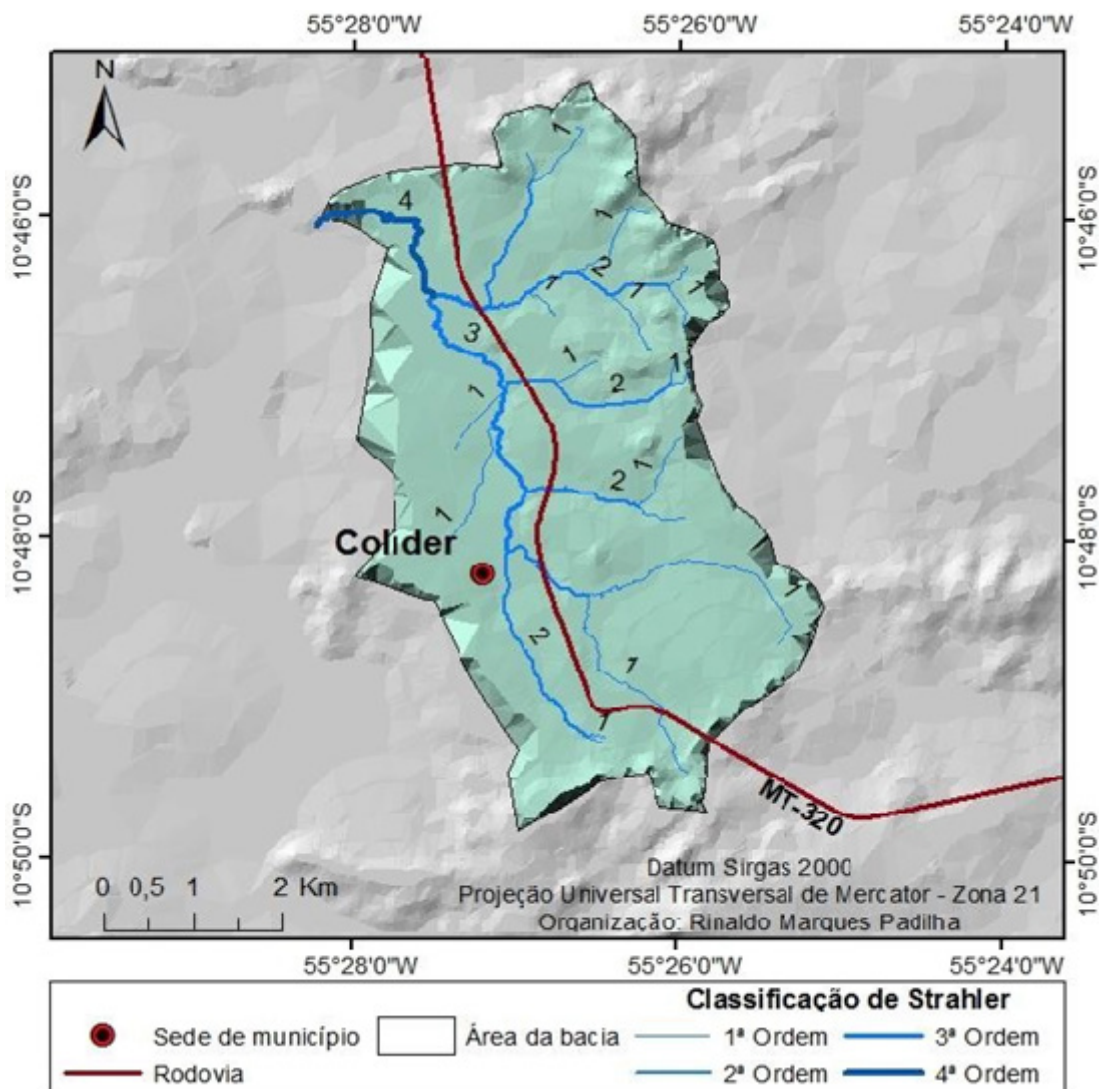 55°28'0"W 55°26'0"W 55°24'0"W
N
1
4
10°46'0"S 10°46'0"S
1
2
1
1
1
3
1
1
1
2
1
2
1
10°48'0"S 10°48'0"S
Colider
1
2
1
1
MT-320
10°50'0"S 10°50'0"S
0 0,5 1 2 Km
Datum Sirgas 2000
Projeção Universal Transversal de Mercator - Zona 21
Organização: Rinaldo Marques Padilha
55°28'0"W 55°26'0"W 55°24'0"W
Classificação de Strahler
Sede de município Área da bacia 1ª Ordem 3ª Ordem
Rodovia 2ª Ordem 4ª Ordem